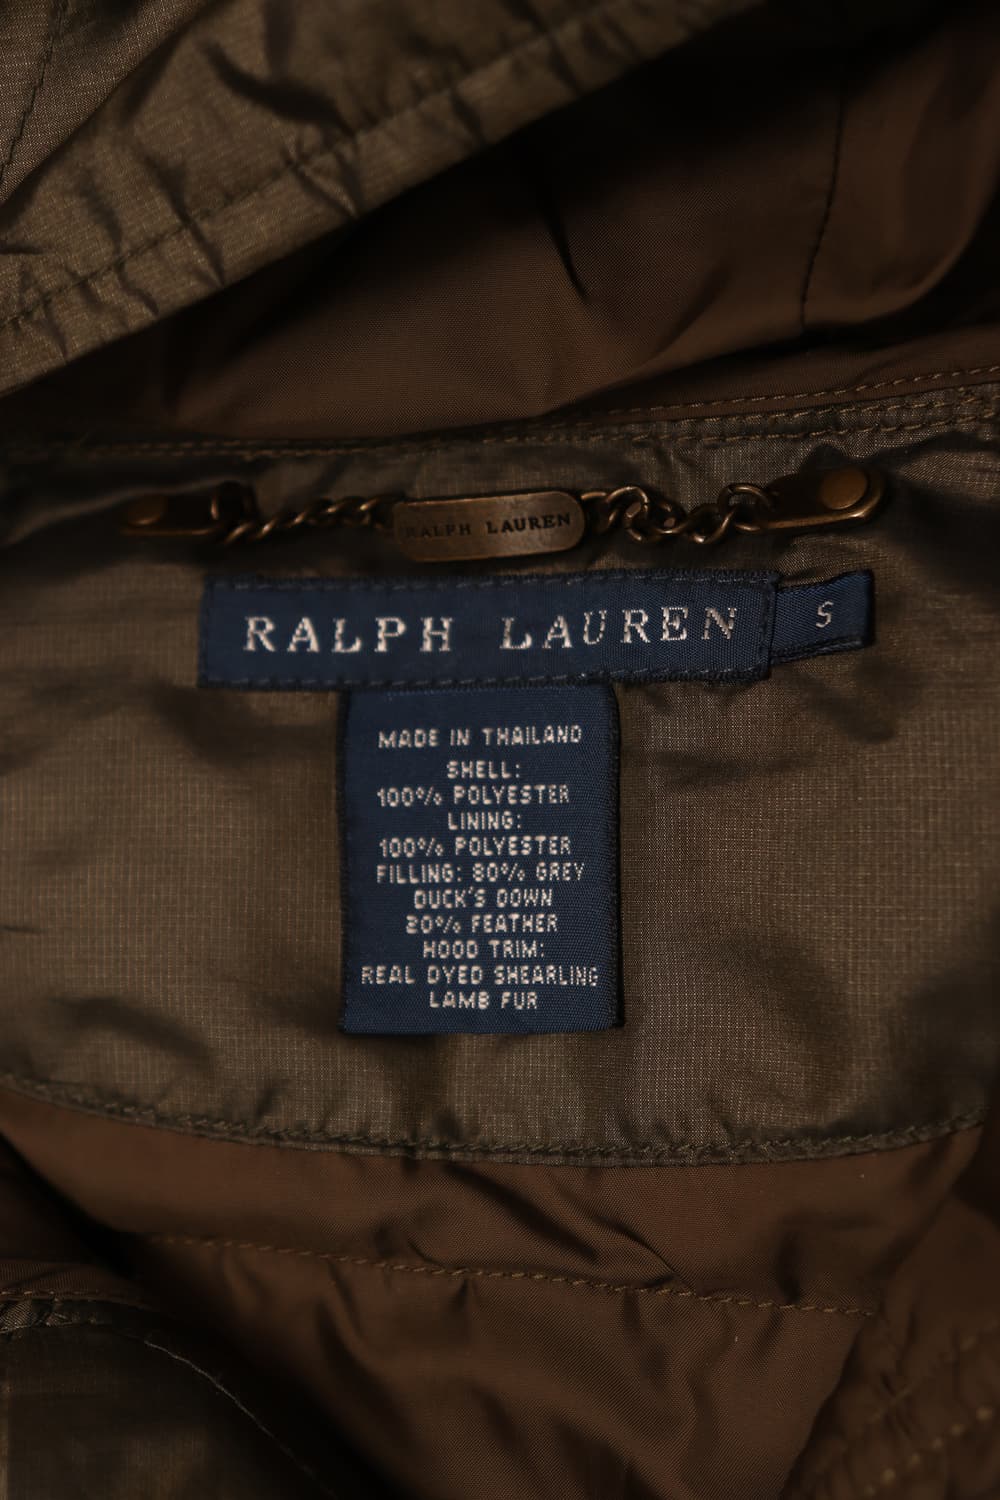 RALPH LAUREN
RALPH LAUREN
S
MADE IN THAILAND
SHELL:
100% POLYESTER
LINING:
100% POLYESTER
FILLING: 80% GREY
DUCK'S DOWN
20% FEATHER
HOOD TRIM:
REAL DYED SHEARLING
LAMB FUR